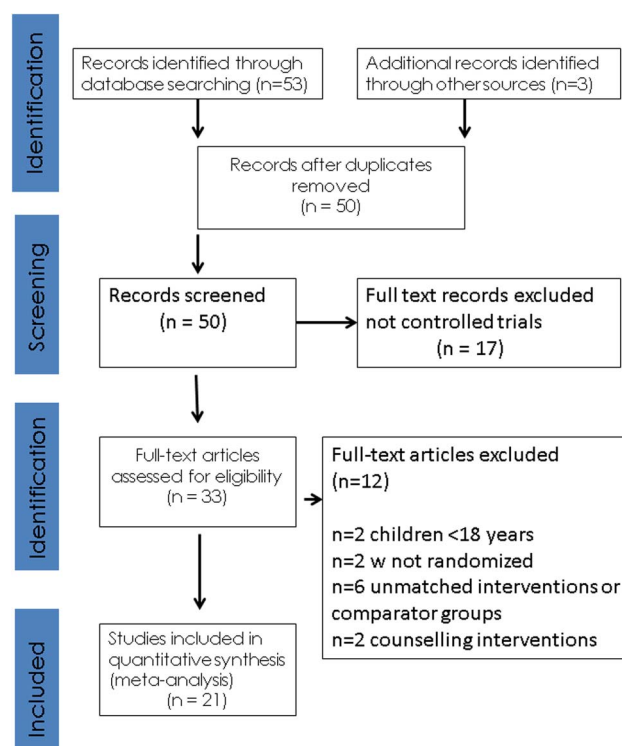 Identification
Records identified through
database searching (n=53)
Additional records identified
through other sources (n=3)
Records after duplicates
removed
(n = 50)
Screening
Records screened
(n = 50)
Full text records excluded
not controlled trials
(n = 17)
Identification
Full-text articles
assessed for eligibility
(n = 33)
Full-text articles excluded
(n=12)
n=2 children <18 years
n=2 w not randomized
n=6 unmatched interventions or
comparator groups
n=2 counselling interventions
Included
Studies included in
quantitative synthesis
(meta-analysis)
(n = 21)